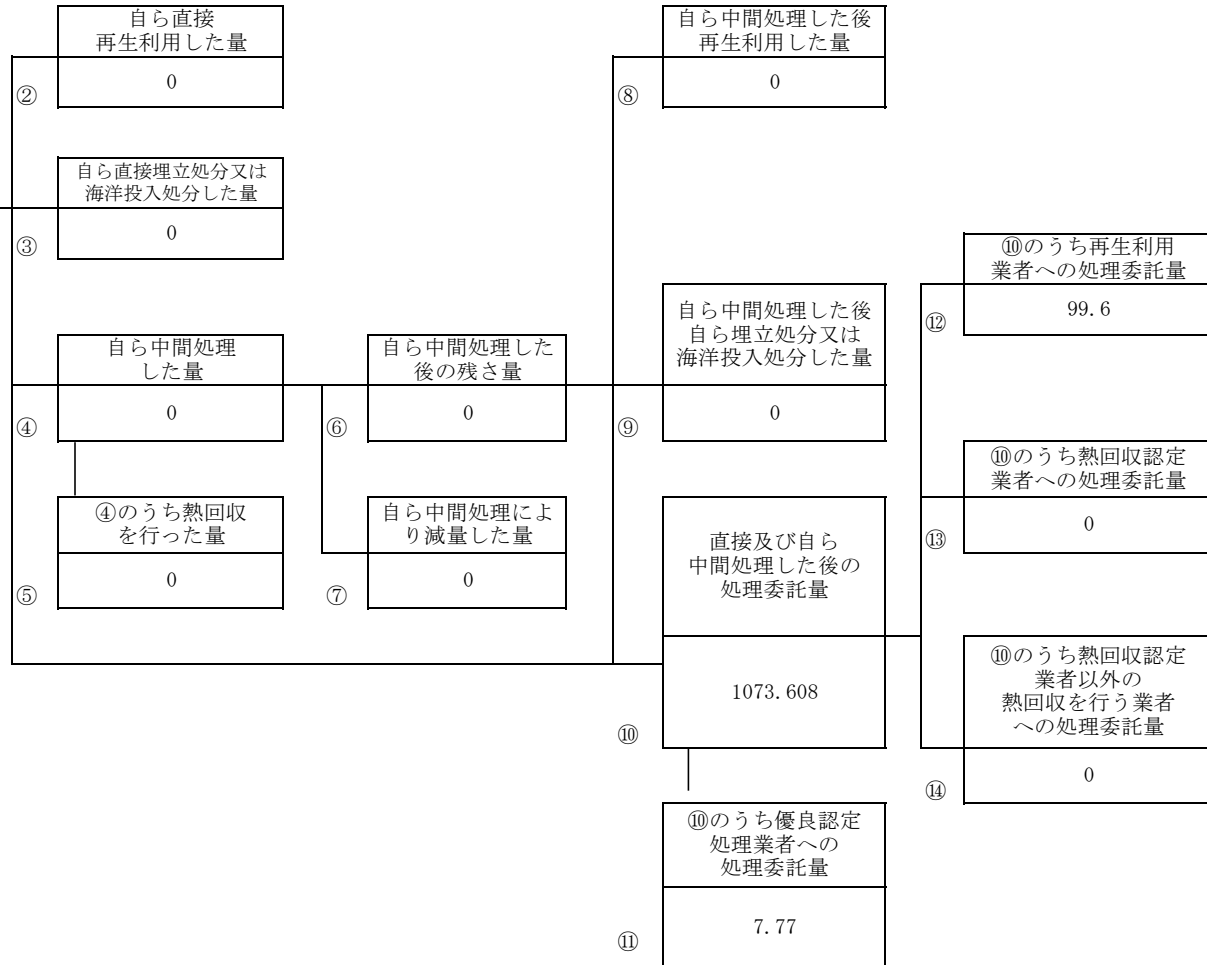 自ら直接
再生利用した量
②
0
自ら直接埋立処分又は
海洋投入処分した量
③
0
自ら中間処理
した量
④
0
④のうち熱回収
を行った量
⑤
0
自ら中間処理した
後の残さ量
⑥
0
自ら中間処理によ
り減量した量
⑦
0
自ら中間処理した後
再生利用した量
⑧
0
自ら中間処理した後
自ら埋立処分又は
海洋投入処分した量
⑨
0
直接及び自ら
中間処理した後の
処理委託量
⑩
1073.608
⑩のうち優良認定
処理業者への
処理委託量
⑪
7.77
⑩のうち再生利用
業者への処理委託量
⑫
99.6
⑩のうち熱回収認定
業者への処理委託量
⑬
0
⑩のうち熱回収認定
業者以外の
熱回収を行う業者
への処理委託量
⑭
0